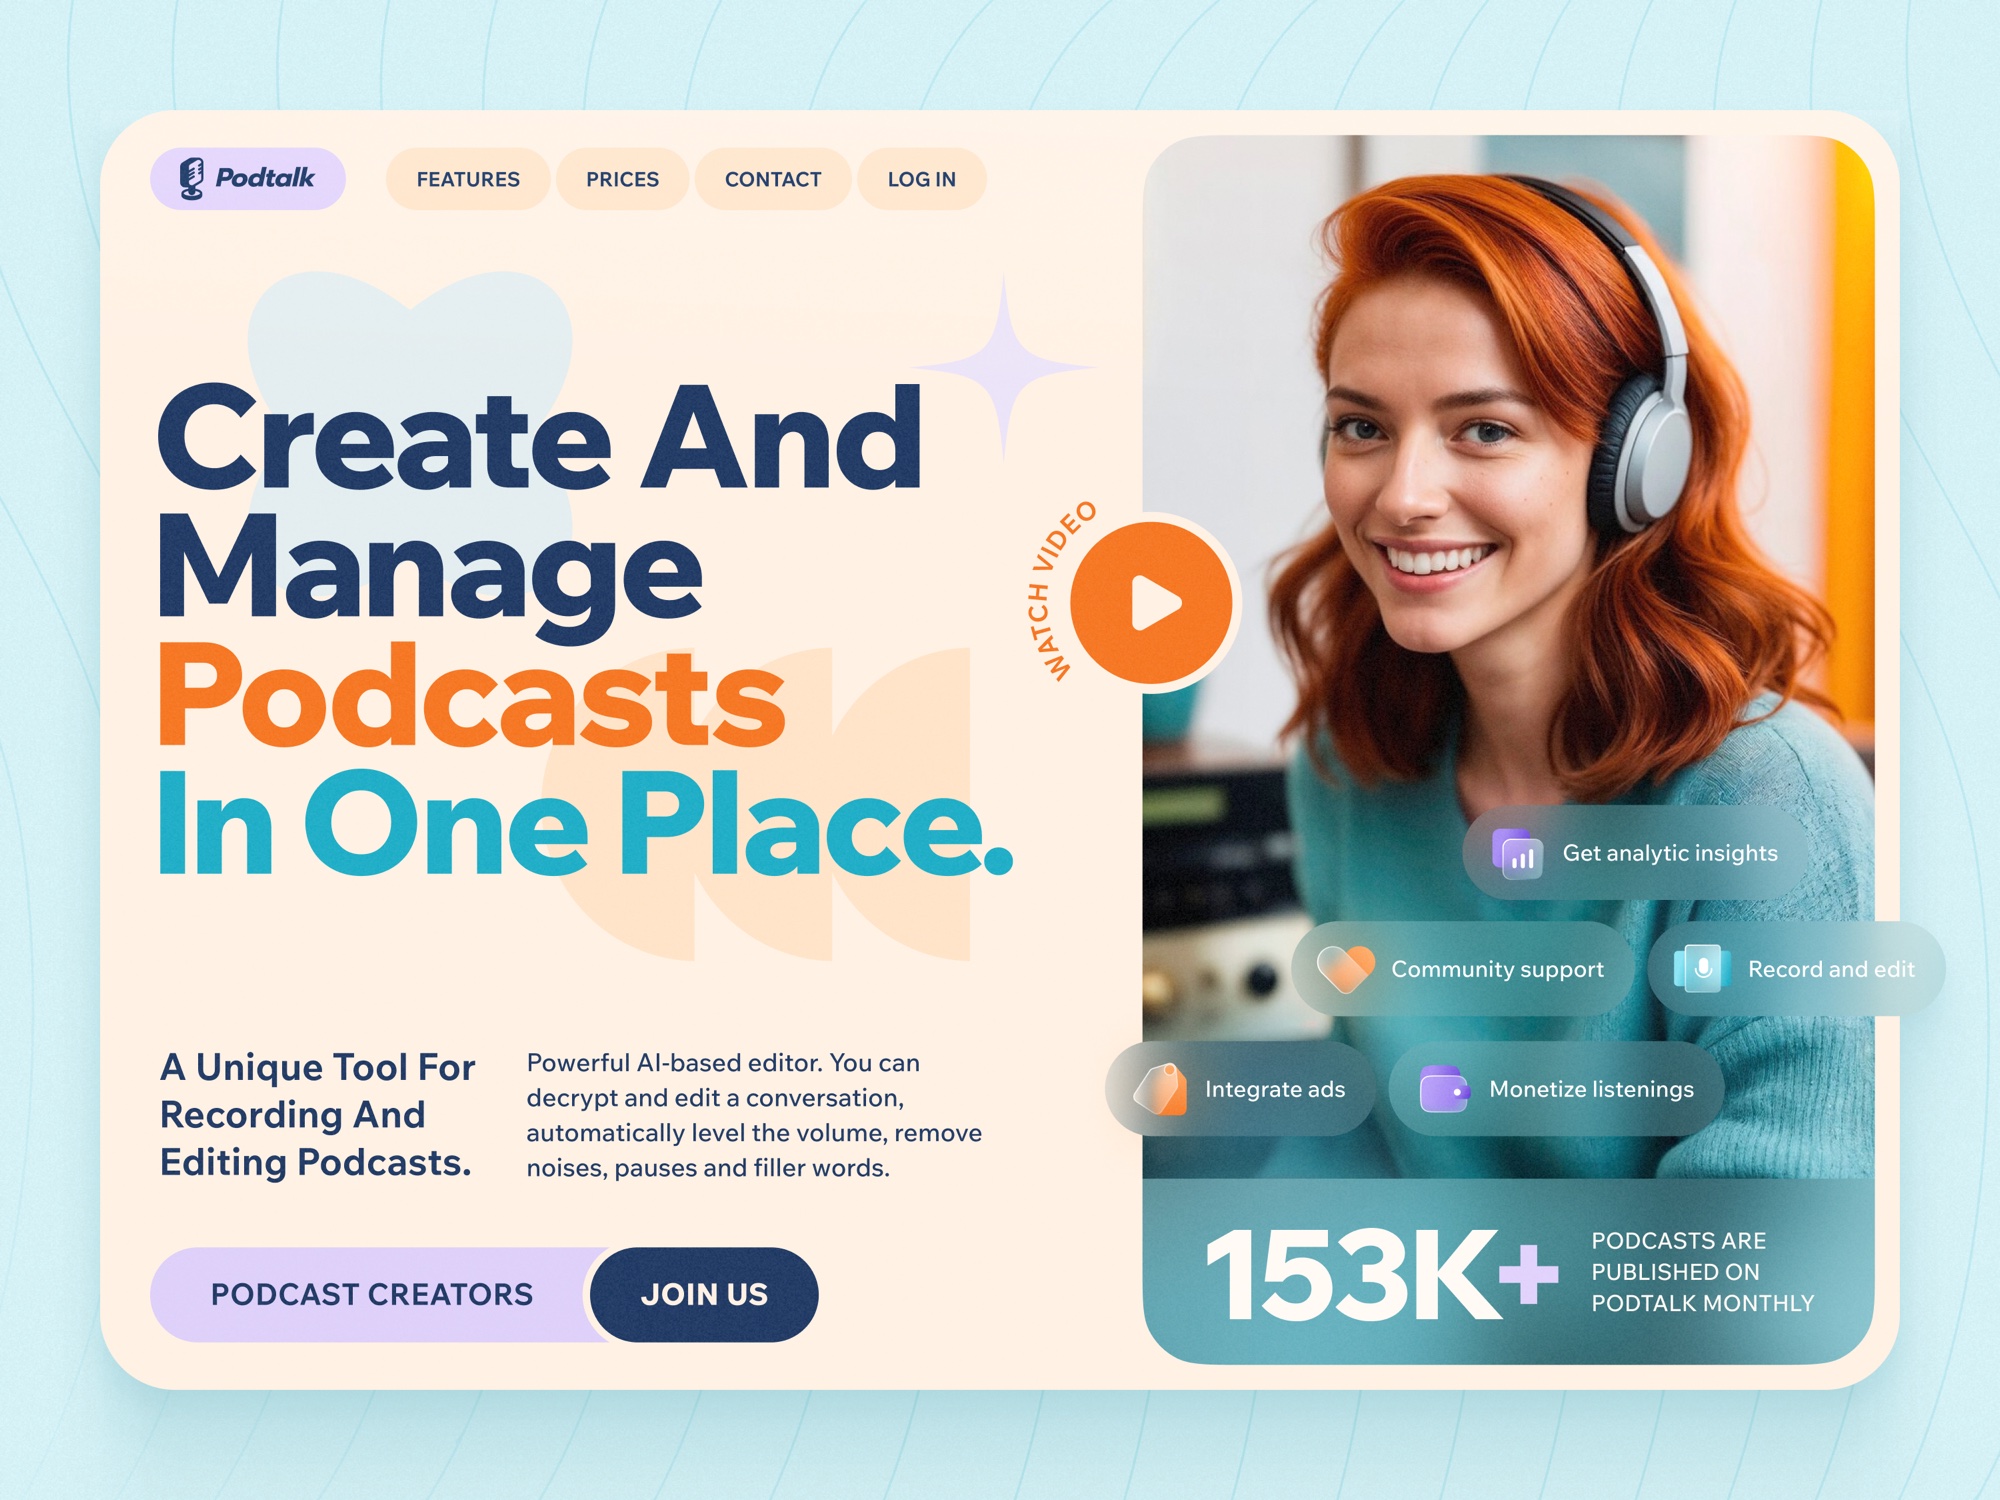 Podtalk
FEATURES
PRICES
CONTACT
LOG IN
Create And
Manage
Podcasts
In One Place.
WATCH VIDEO
A Unique Tool For
Recording And
Editing Podcasts.
Powerful AI-based editor. You can
decrypt and edit a conversation,
automatically level the volume, remove
noises, pauses and filler words.
PODCAST CREATORS
JOIN US
Get analytic insights
Community support
Record and edit
Integrate ads
Monetize listenings
153K+
PODCASTS ARE
PUBLISHED ON
PODTALK MONTHLY